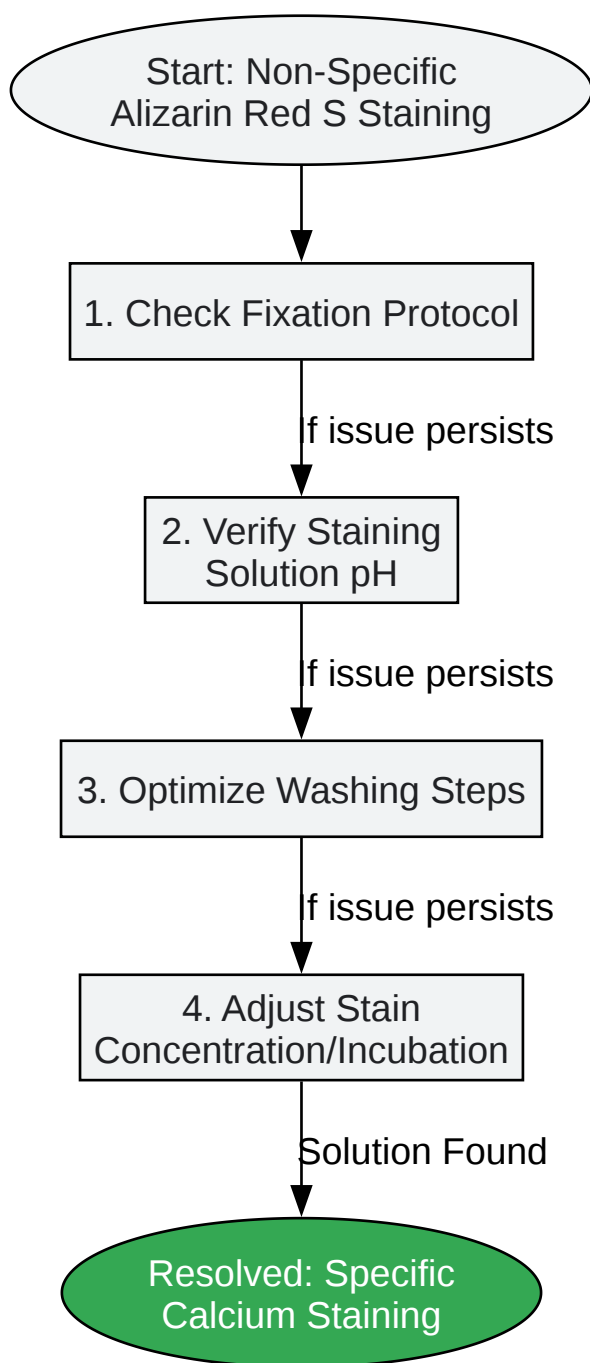 Start: Non-Specific
Alizarin Red S Staining
1. Check Fixation Protocol
If issue persists
2. Verify Staining
Solution pH
If issue persists
3. Optimize Washing Steps
If issue persists
4. Adjust Stain
Concentration/Incubation
Solution Found
Resolved: Specific
Calcium Staining